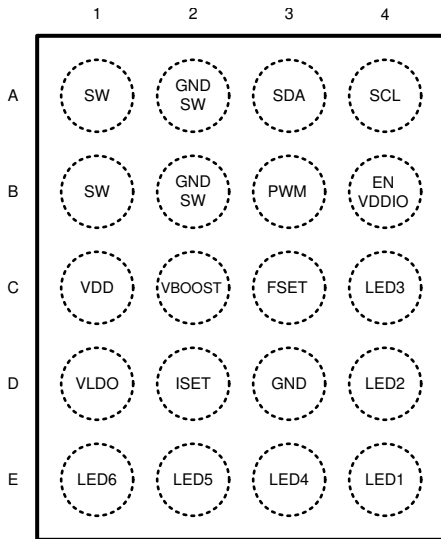 1 2 3 4
A SW GND SW SDA SCL
B SW GND SW PWM EN VDDIO
C VDD VBOOST FSET LED3
D VLDO ISET GND LED2
E LED6 LED5 LED4 LED1